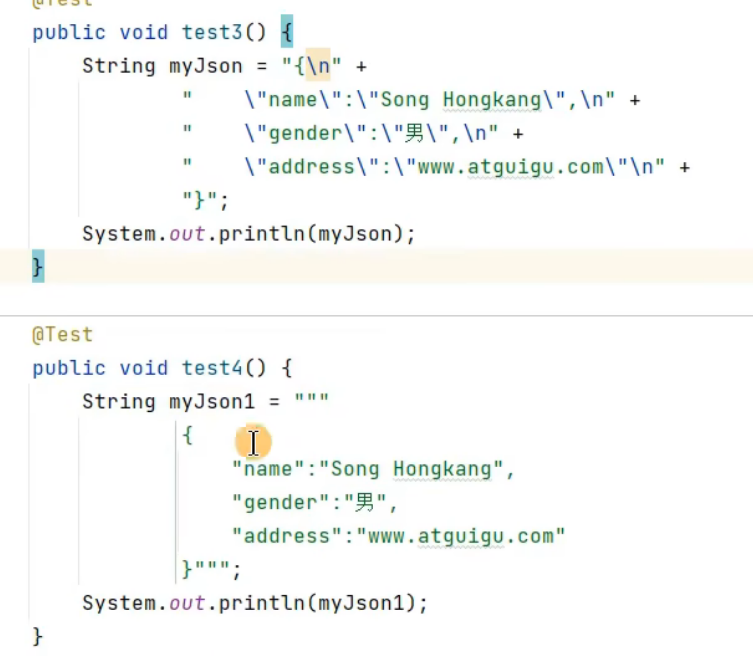 @Test
public void test3() {
    String myJson = "{\n" +
            "    \"name\":\"Song Hongkang\",\n" +
            "    \"gender\":\"男\",\n" +
            "    \"address\":\"www.atguigu.com\"\n" +
            "}";
    System.out.println(myJson);
}
@Test
public void test4() {
    String myJson1 = """
            {
                "name":"Song Hongkang",
                "gender":"男",
                "address":"www.atguigu.com"
            }""";
    System.out.println(myJson1);
}